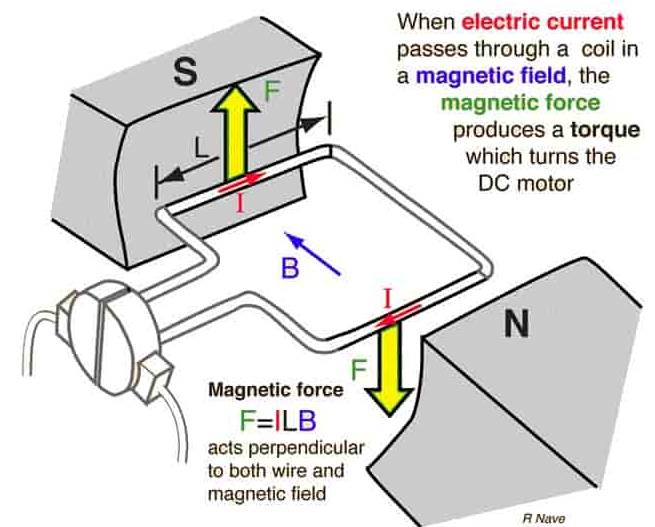 When electric current
passes through a coil in
a magnetic field, the
magnetic force
produces a torque
which turns the
DC motor
S
F
L
I
B
I
N
F
Magnetic force
F=ILB
acts perpendicular
to both wire and
magnetic field
R Nave